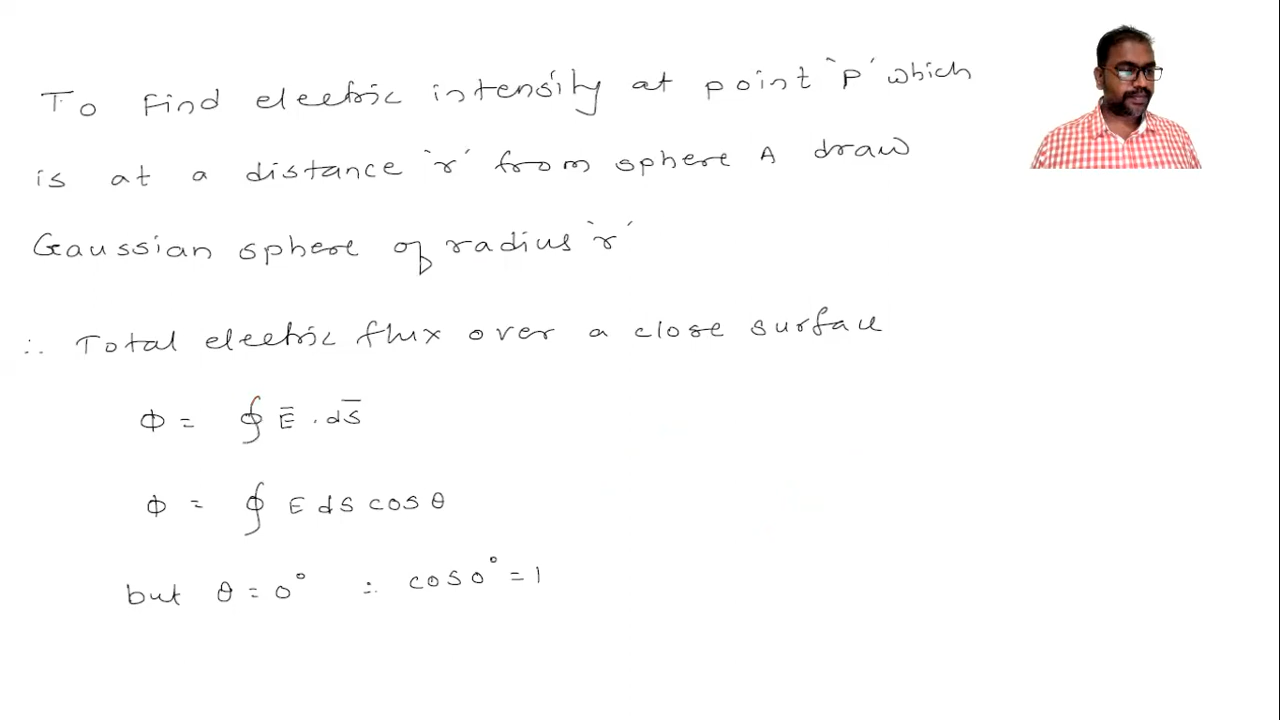 To find electric intensity at point 'P' which
is at a distance 'r' from sphere A draw
Gaussian sphere of radius 'r'
∴ Total electric flux over a close surface
Φ = ∮ E̅ . dS̅
Φ = ∮ E ds cos θ
but θ = 0° ∴ cos 0° = 1